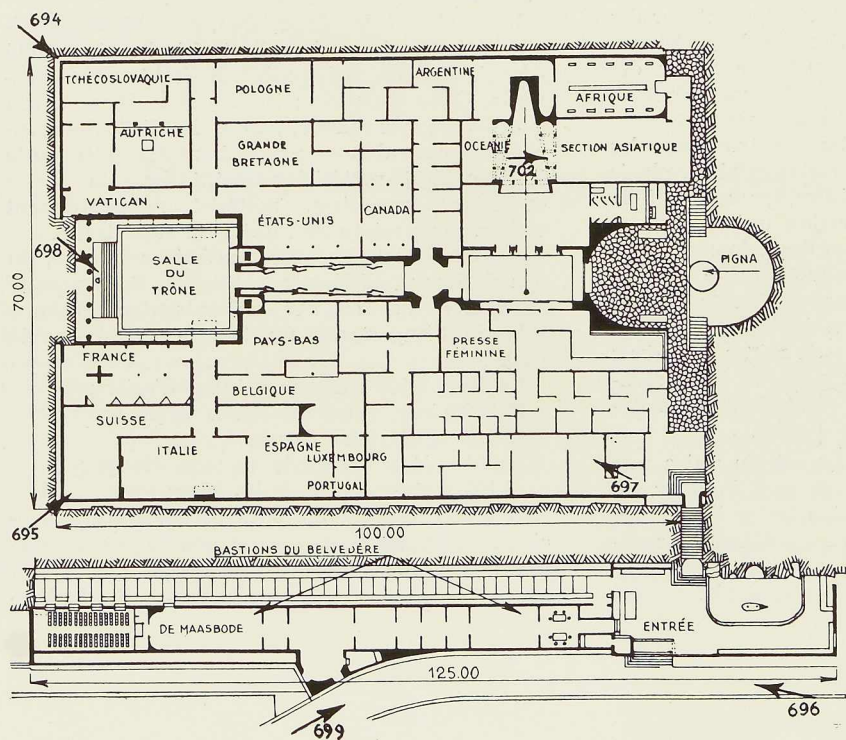 694
TCHÉCOSLOVAQUIE
POLOGNE
ARGENTINE
AFRIQUE
AUTRICHE
GRANDE
BRETAGNE
OCEANIE
SECTION ASIATIQUE
702
VATICAN
ÉTATS-UNIS
CANADA
698
SALLE
DU
TRÔNE
PIGNA
70.00
FRANCE
PAYS-BAS
PRESSE
FÉMININE
BELGIQUE
SUISSE
ITALIE
ESPAGNE
LUXEMBOURG
PORTUGAL
697
695
100.00
BASTIONS DU BELVEDÈRE
DE MAASBODE
ENTRÉE
125.00
696
699